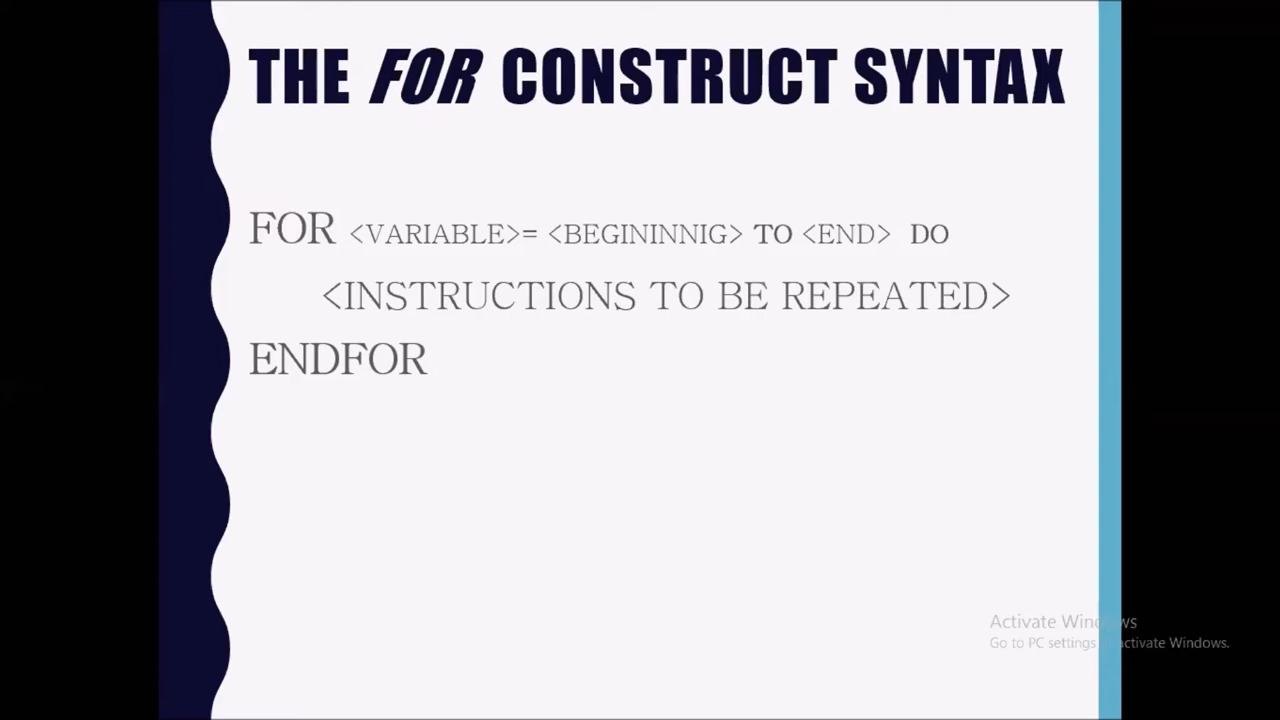 THE FOR CONSTRUCT SYNTAX
FOR <VARIABLE>= <BEGININNIG> TO <END> DO
<INSTRUCTIONS TO BE REPEATED>
ENDFOR
Activate Windows
Go to PC settings to activate Windows.